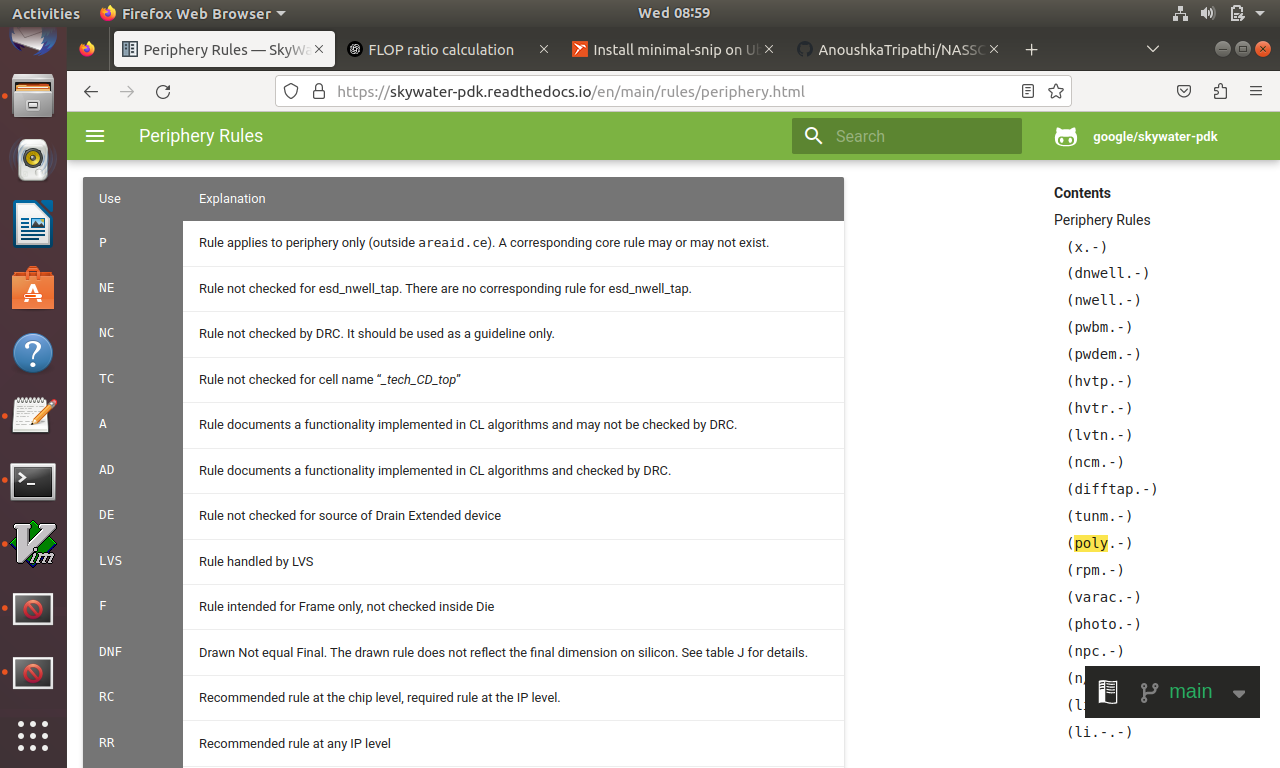 Activities
Firefox Web Browser
Wed 08:59
Periphery Rules — SkyWa
FLOP ratio calculation
Install minimal-snip on Ub
AnoushkaTripathi/NASSC
https://skywater-pdk.readthedocs.io/en/main/rules/periphery.html
Periphery Rules
Search
google/skywater-pdk
Use Explanation
P Rule applies to periphery only (outside areaid.ce). A corresponding core rule may or may not exist.
NE Rule not checked for esd_nwell_tap. There are no corresponding rule for esd_nwell_tap.
NC Rule not checked by DRC. It should be used as a guideline only.
TC Rule not checked for cell name “_tech_CD_top”
A Rule documents a functionality implemented in CL algorithms and may not be checked by DRC.
AD Rule documents a functionality implemented in CL algorithms and checked by DRC.
DE Rule not checked for source of Drain Extended device
LVS Rule handled by LVS
F Rule intended for Frame only, not checked inside Die
DNF Drawn Not equal Final. The drawn rule does not reflect the final dimension on silicon. See table J for details.
RC Recommended rule at the chip level, required rule at the IP level.
RR Recommended rule at any IP level
Contents
Periphery Rules
(x.-)
(dnwell.-)
(nwell.-)
(pwbm.-)
(pwdem.-)
(hvtp.-)
(hvtr.-)
(lvtn.-)
(ncm.-)
(difftap.-)
(tunm.-)
(poly.-)
(rpm.-)
(varac.-)
(photo.-)
(npc.-)
(li.-.-)
main